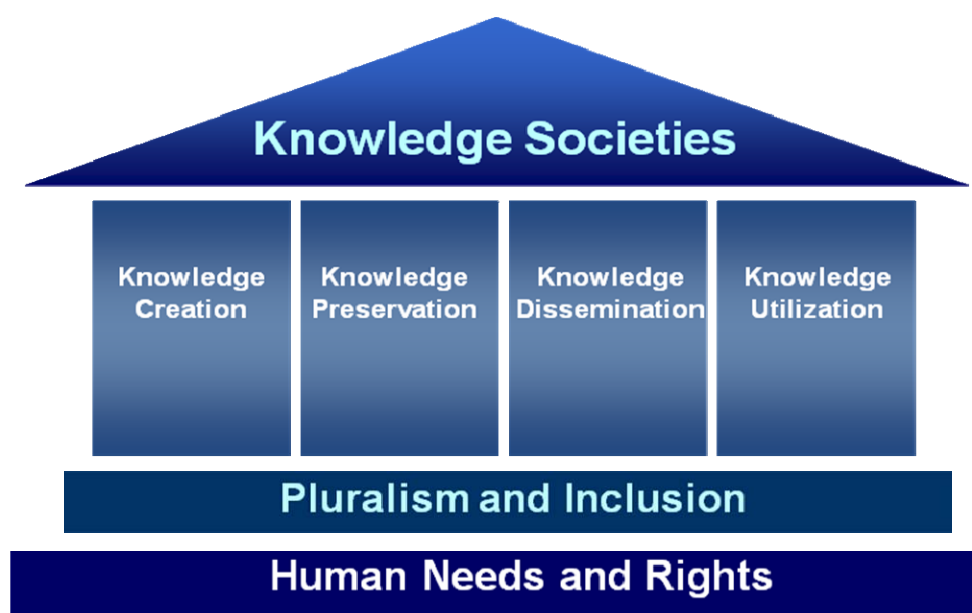 Knowledge Societies
Knowledge
Creation
Knowledge
Preservation
Knowledge
Dissemination
Knowledge
Utilization
Pluralism and Inclusion
Human Needs and Rights